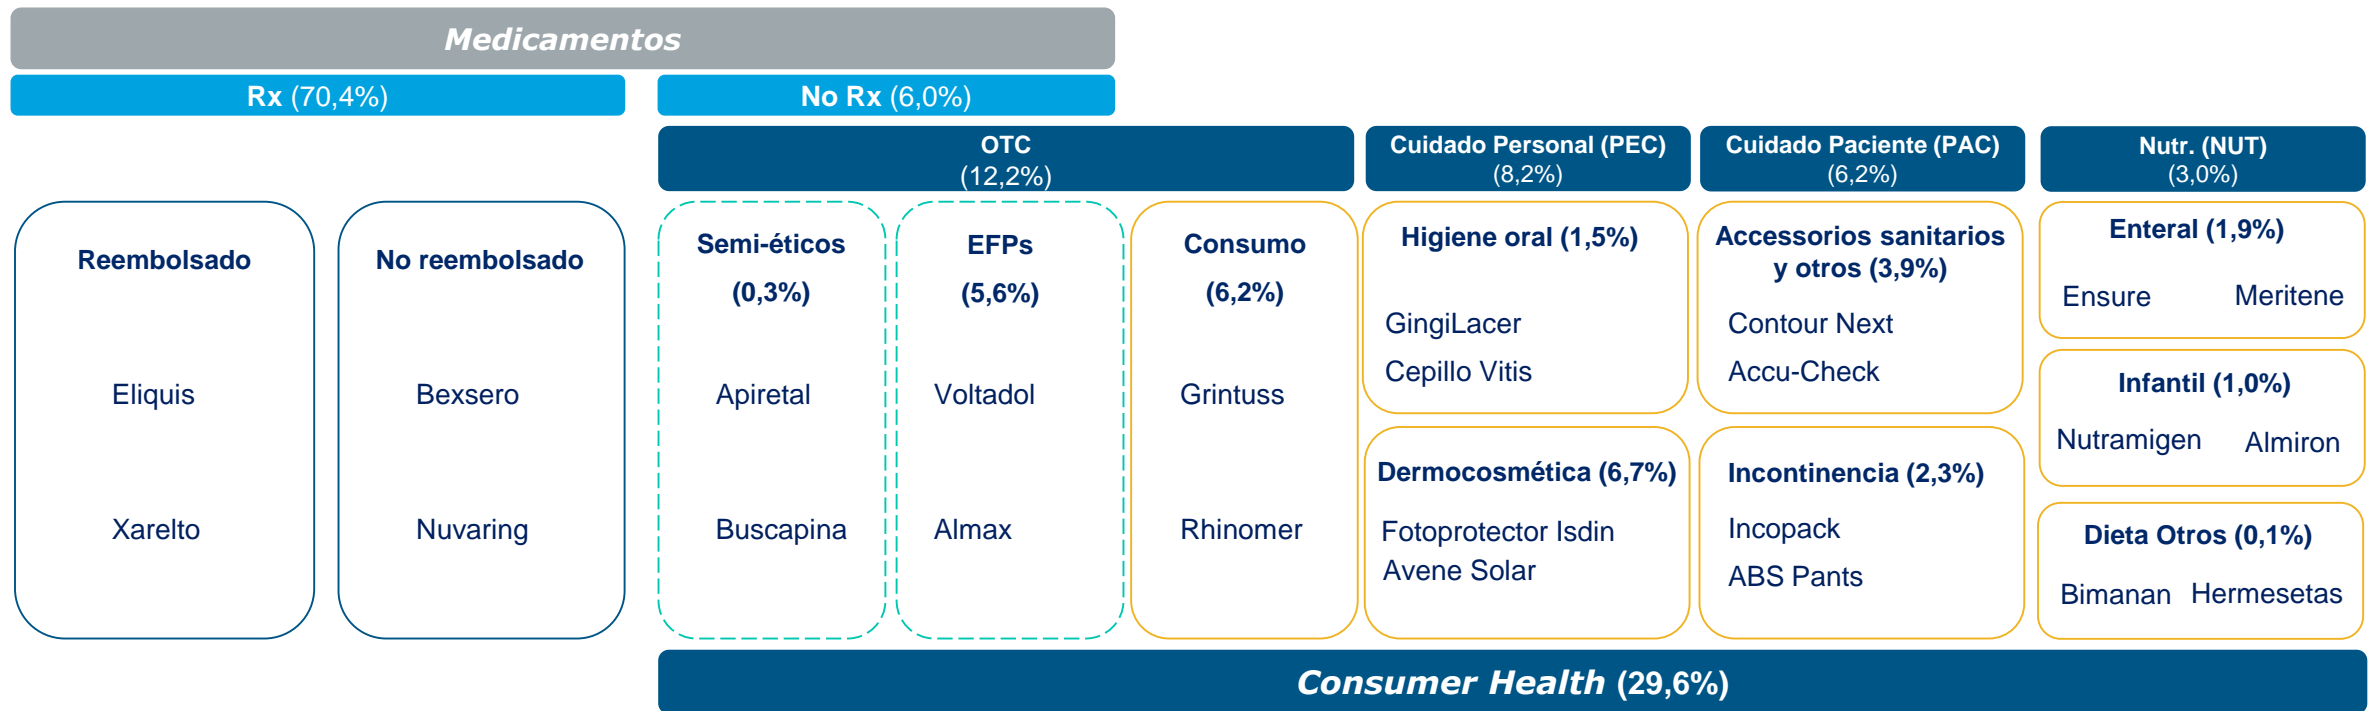 Medicamentos
Rx (70,4%)
No Rx (6,0%)
OTC
(12,2%)
Cuidado Personal (PEC)
(8,2%)
Cuidado Paciente (PAC)
(6,2%)
Nutr. (NUT)
(3,0%)
Reembolsado
Eliquis
Xarelto
No reembolsado
Bexsero
Nuvaring
Semi-éticos
(0,3%)
Apiretal
Buscapina
EFPs
(5,6%)
Voltadol
Almax
Consumo
(6,2%)
Grintuss
Rhinomer
Higiene oral (1,5%)
GingiLacer
Cepillo Vitis
Dermocosmética (6,7%)
Fotoprotector Isdin
Avene Solar
Accessorios sanitarios
y otros (3,9%)
Contour Next
Accu-Check
Incontinencia (2,3%)
Incopack
ABS Pants
Enteral (1,9%)
Ensure Meritene
Infantil (1,0%)
Nutramigen Almiron
Dieta Otros (0,1%)
Bimanan Hermesetas
Consumer Health (29,6%)